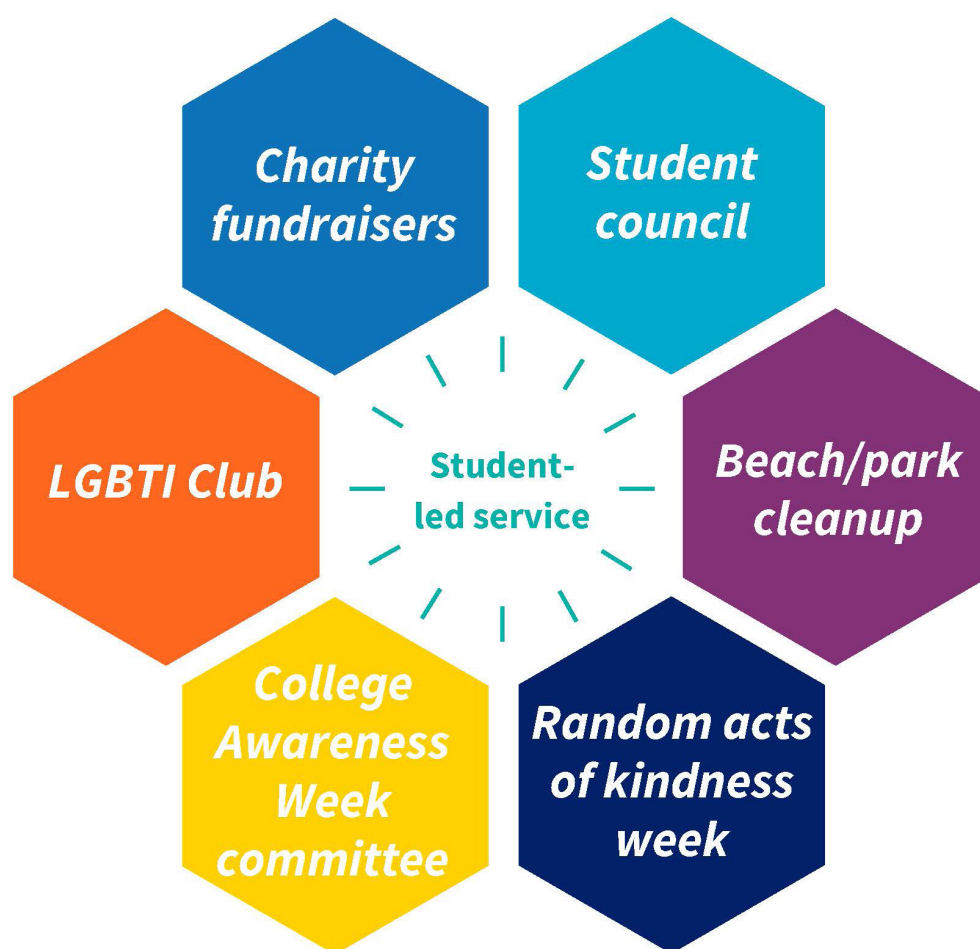 Charity
fundraisers
Student
council
LGBTI Club
Student-
led service
Beach/park
cleanup
College
Awareness
Week
committee
Random acts
of kindness
week